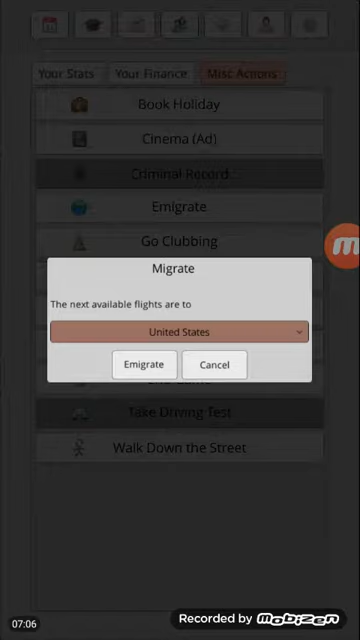 Your Stats
Your Finance
Misc Actions
Book Holiday
Cinema (Ad)
Criminal Record
Emigrate
Go Clubbing
Migrate
The next available flights are to
United States
Emigrate
Cancel
Take Driving Test
Walk Down the Street
07:06
Recorded by mobizen